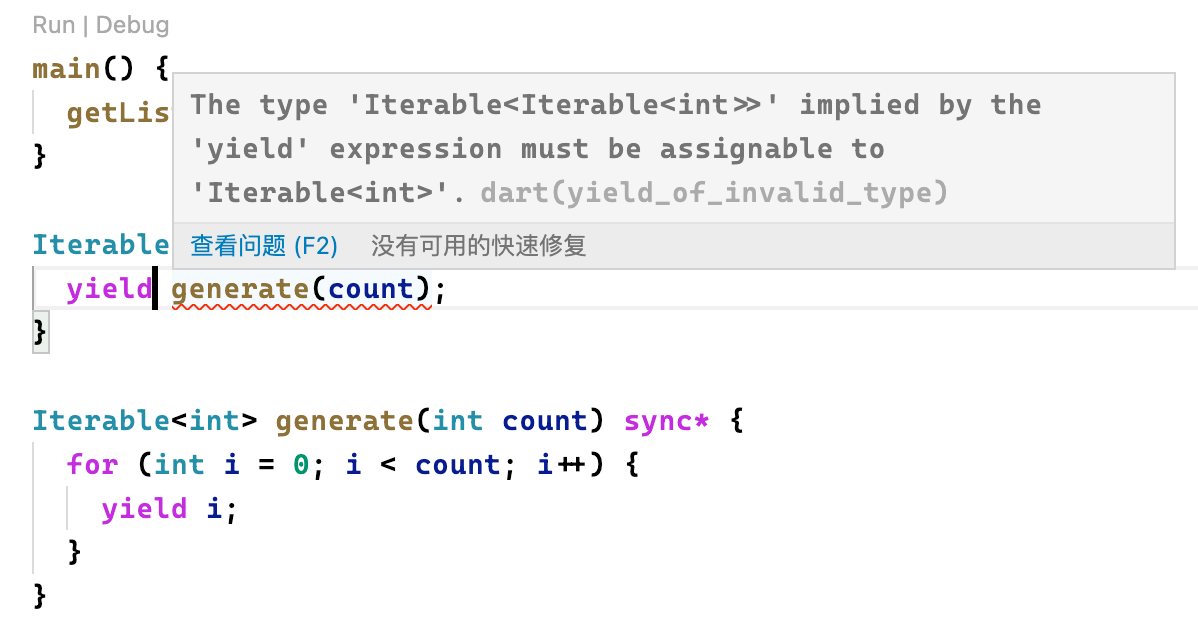 Run | Debug
main() {
getLis
}
The type 'Iterable<Iterable<int>>' implied by the
'yield' expression must be assignable to
'Iterable<int>'. dart(yield_of_invalid_type)
查看问题 (F2) 没有可用的快速修复
Iterable
yield generate(count);
}
Iterable<int> generate(int count) sync* {
for (int i = 0; i < count; i++) {
yield i;
}
}